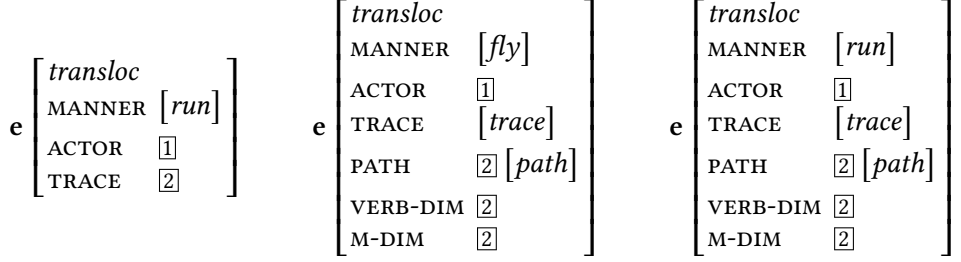 e
transloc
MANNER [run]
ACTOR 1
TRACE 2
e
transloc
MANNER [fly]
ACTOR 1
TRACE [trace]
PATH 2 [path]
VERB-DIM 2
M-DIM 2
e
transloc
MANNER [run]
ACTOR 1
TRACE [trace]
PATH 2 [path]
VERB-DIM 2
M-DIM 2